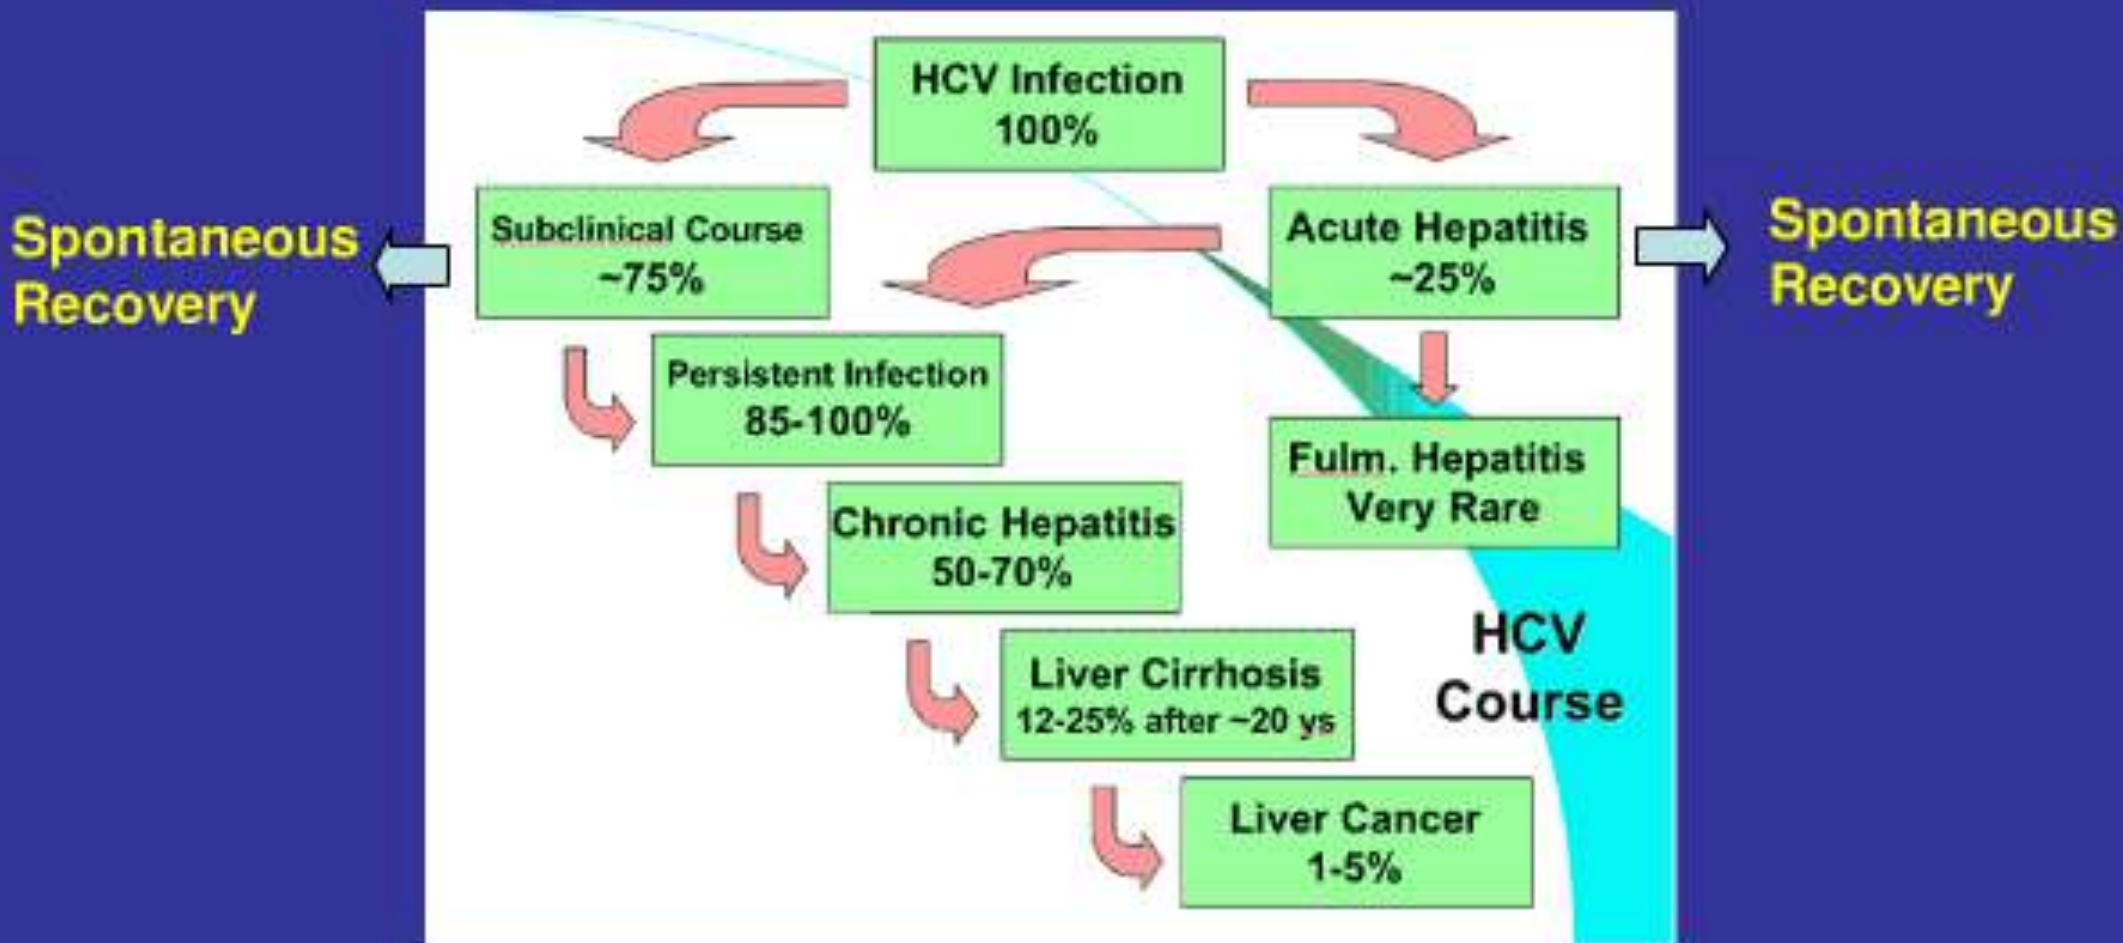 HCV Infection
100%
Spontaneous
Recovery
Subclinical Course
~75%
Acute Hepatitis
~25%
Spontaneous
Recovery
Persistent Infection
85-100%
Fulm. Hepatitis
Very Rare
Chronic Hepatitis
50-70%
Liver Cirrhosis
12-25% after ~20 ys
HCV
Course
Liver Cancer
1-5%